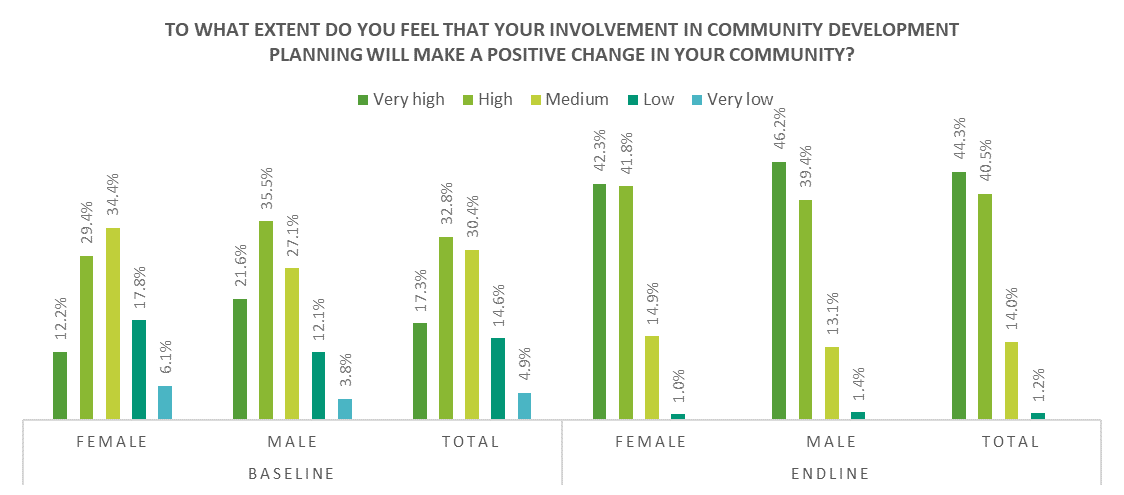 TO WHAT EXTENT DO YOU FEEL THAT YOUR INVOLVEMENT IN COMMUNITY DEVELOPMENT
PLANNING WILL MAKE A POSITIVE CHANGE IN YOUR COMMUNITY?
Very high High Medium Low Very low
12.2% 29.4% 34.4% 17.8% 6.1% 21.6% 35.5% 27.1% 12.1% 3.8% 17.3% 32.8% 30.4% 14.6% 4.9% 42.3% 41.8% 14.9% 1.0% 46.2% 39.4% 13.1% 1.4% 44.3% 40.5% 14.0% 1.2%
FEMALE MALE TOTAL FEMALE MALE TOTAL
BASELINE ENDLINE